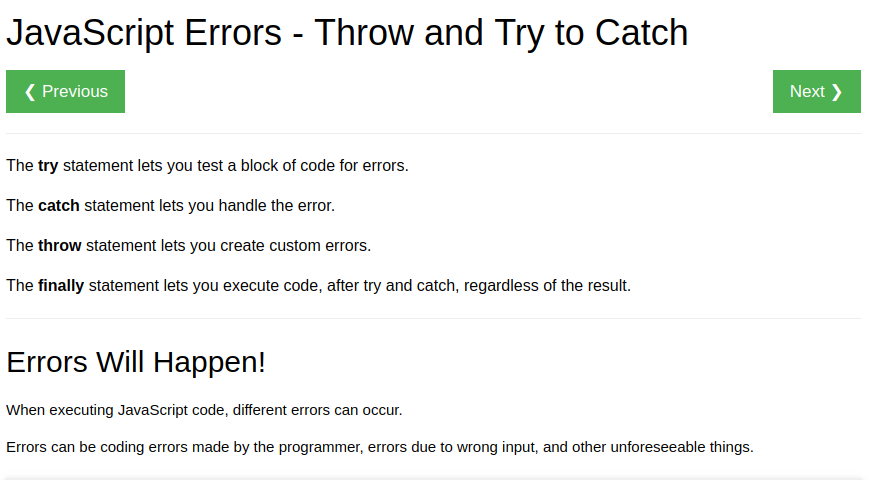 JavaScript Errors - Throw and Try to Catch
❮ Previous
Next ❯
The try statement lets you test a block of code for errors.
The catch statement lets you handle the error.
The throw statement lets you create custom errors.
The finally statement lets you execute code, after try and catch, regardless of the result.
Errors Will Happen!
When executing JavaScript code, different errors can occur.
Errors can be coding errors made by the programmer, errors due to wrong input, and other unforeseeable things.